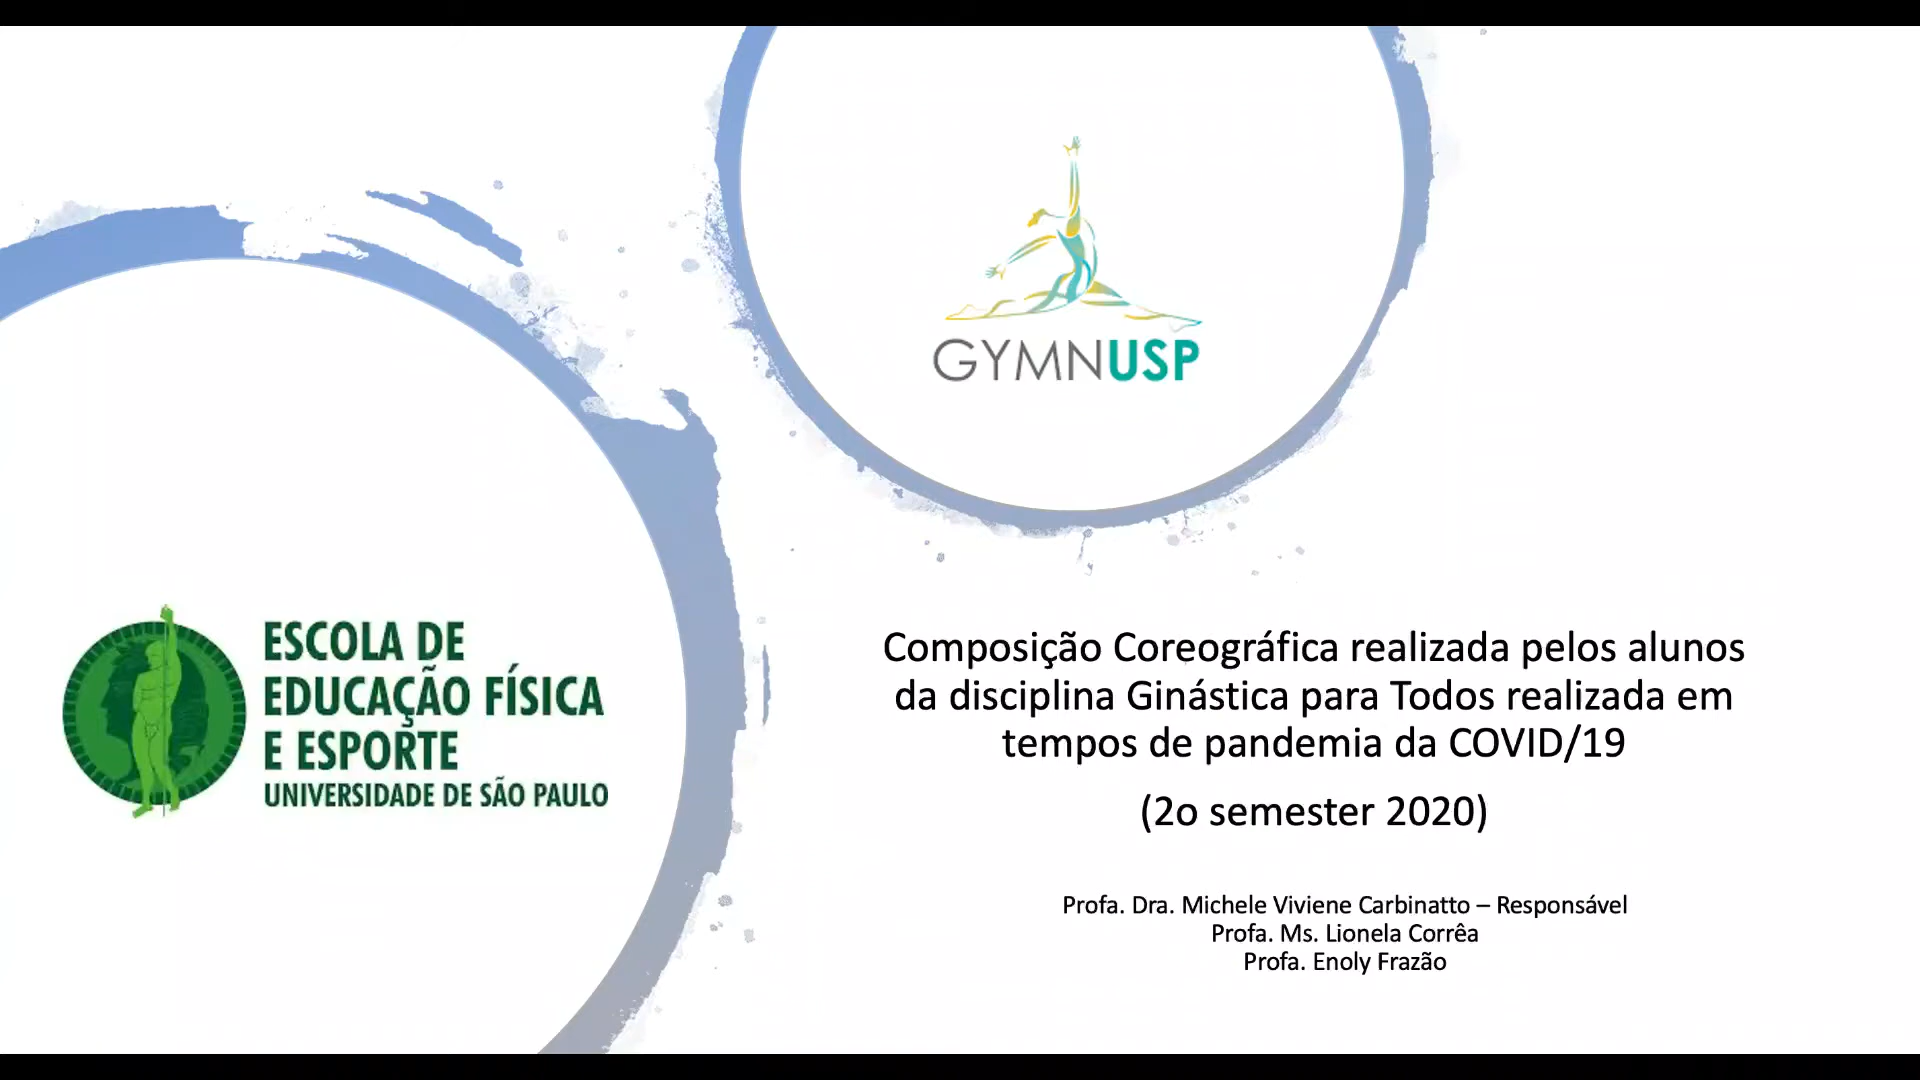 GYMNUSP
ESCOLA DE
EDUCAÇÃO FÍSICA
E ESPORTE
UNIVERSIDADE DE SÃO PAULO
Composição Coreográfica realizada pelos alunos
da disciplina Ginástica para Todos realizada em
tempos de pandemia da COVID/19
(2o semester 2020)
Profa. Dra. Michele Viviene Carbinatto – Responsável
Profa. Ms. Lionela Corrêa
Profa. Enoly Frazão